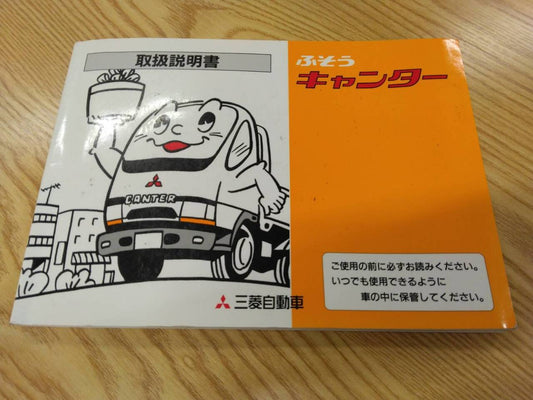 取扱説明書
ふそう
キャンター
CANTER
三菱自動車
ご使用の前に必ずお読みください。
いつでも使用できるように
車の中に保管してください。